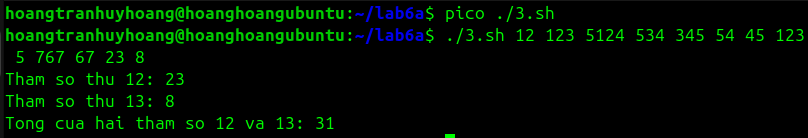 hoangtranhuyhoang@hoanghoangubuntu:~/lab6a$ pico ./3.sh
hoangtranhuyhoang@hoanghoangubuntu:~/lab6a$ ./3.sh 12 123 5124 534 345 54 45 123
 5 767 67 23 8
Tham so thu 12: 23
Tham so thu 13: 8
Tong cua hai tham so 12 va 13: 31